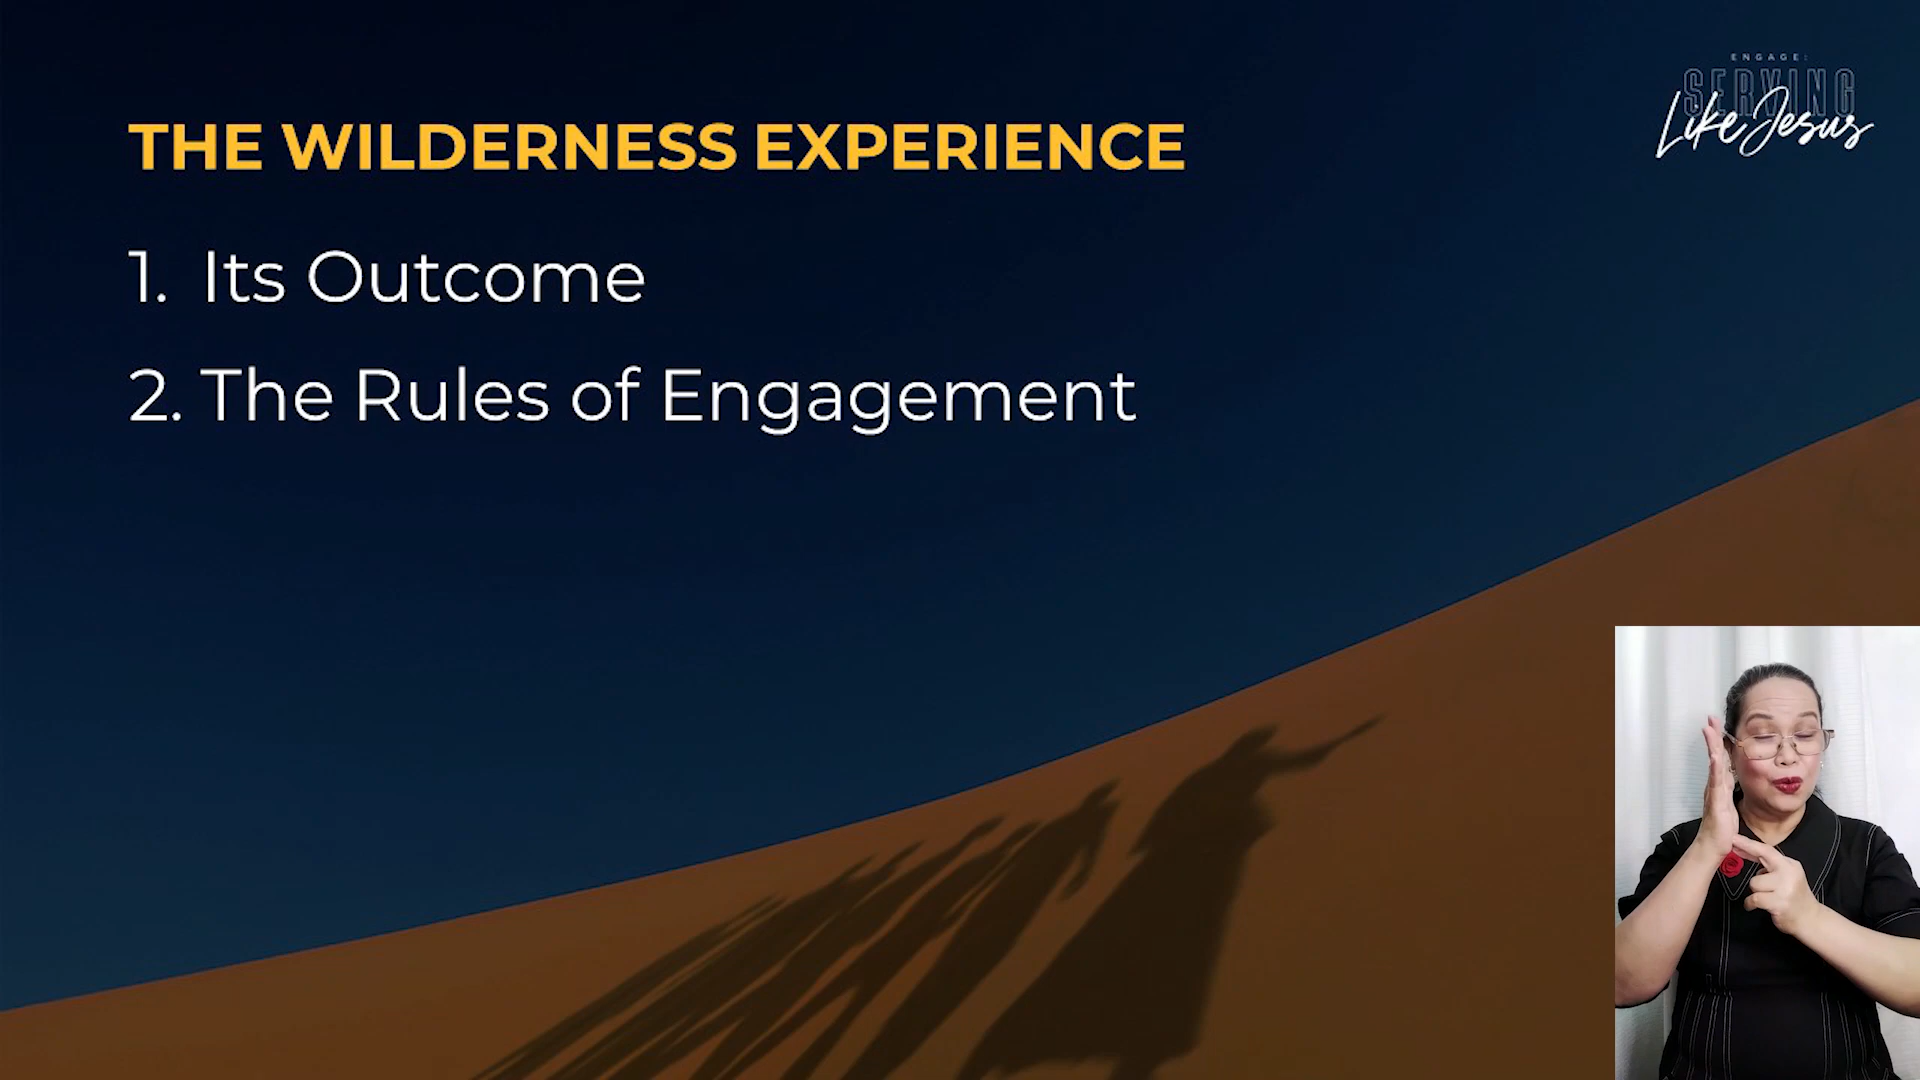 ENGAGE:
SERVING
Like Jesus
THE WILDERNESS EXPERIENCE
1. Its Outcome
2. The Rules of Engagement